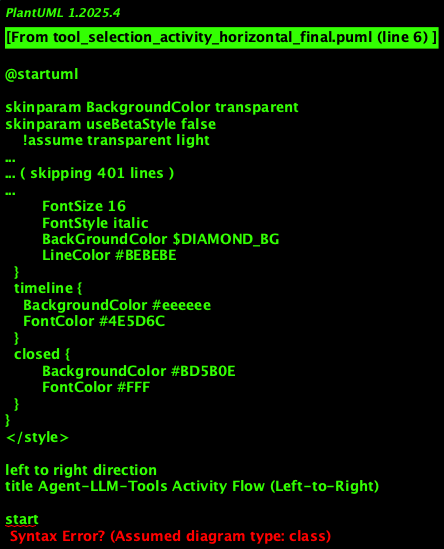 PlantUML 1.2025.4
[From tool_selection_activity_horizontal_final.puml (line 6) ]
@startuml
skinparam BackgroundColor transparent
skinparam useBetaStyle false
!assume transparent light
...
... ( skipping 401 lines )
...
FontSize 16
FontStyle italic
BackGroundColor $DIAMOND_BG
LineColor #BEBEBE
}
timeline {
BackgroundColor #eeeeee
FontColor #4E5D6C
}
closed {
BackgroundColor #BD5B0E
FontColor #FFF
}
}
</style>
left to right direction
title Agent-LLM-Tools Activity Flow (Left-to-Right)
start
Syntax Error? (Assumed diagram type: class)